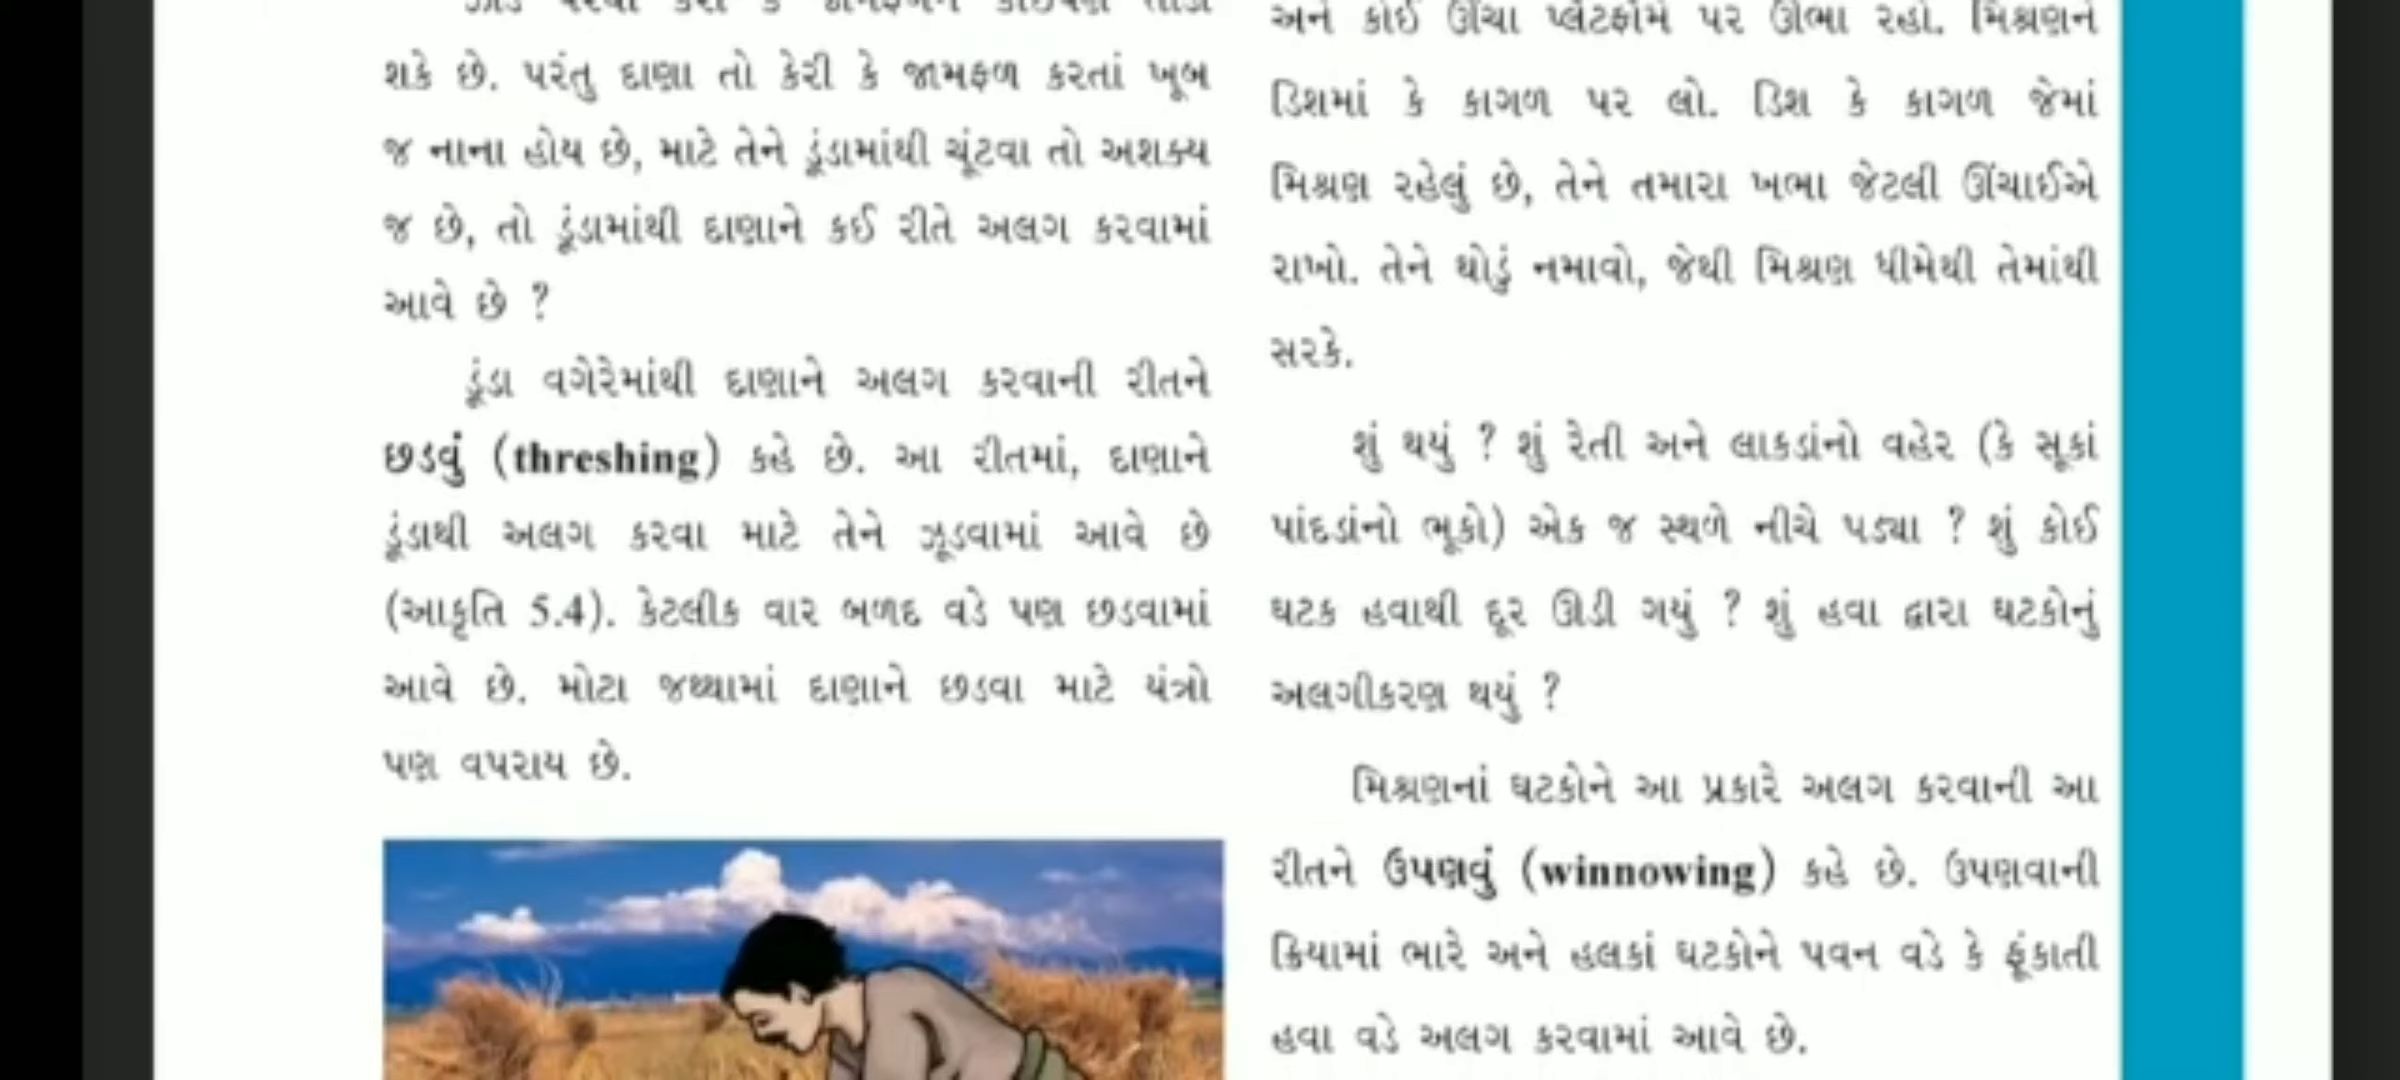 શકે છે. પરંતુ દાણા તો કેરી કે જામફળ કરતાં ખૂબ
જ નાના હોય છે, માટે તેને ડૂંડામાંથી ચૂંટવા તો અશક્ય
જ છે, તો ડૂંડામાંથી દાણાને કઈ રીતે અલગ કરવામાં
આવે છે ?
ડૂંડા વગેરેમાંથી દાણાને અલગ કરવાની રીતને
છડવું (threshing) કહે છે. આ રીતમાં, દાણાને
ડૂંડાથી અલગ કરવા માટે તેને ઝૂડવામાં આવે છે
(આકૃતિ 5.4). કેટલીક વાર બળદ વડે પણ છડવામાં
આવે છે. મોટા જથ્થામાં દાણાને છડવા માટે યંત્રો
પણ વપરાય છે.
અને કોઈ ઊંચા પ્લૅટફૉર્મ પર ઊભા રહો. મિશ્રણને
ડિશમાં કે કાગળ પર લો. ડિશ કે કાગળ જેમાં
મિશ્રણ રહેલું છે, તેને તમારા ખભા જેટલી ઊંચાઈએ
રાખો. તેને થોડું નમાવો, જેથી મિશ્રણ ધીમેથી તેમાંથી
સરકે.
શું થયું ? શું રેતી અને લાકડાંનો વહેર (કે સૂકાં
પાંદડાંનો ભૂકો) એક જ સ્થળે નીચે પડ્યા ? શું કોઈ
ઘટક હવાથી દૂર ઊડી ગયું ? શું હવા દ્વારા ઘટકોનું
અલગીકરણ થયું ?
મિશ્રણનાં ઘટકોને આ પ્રકારે અલગ કરવાની આ
રીતને ઉપણવું (winnowing) કહે છે. ઉપણવાની
ક્રિયામાં ભારે અને હલકાં ઘટકોને પવન વડે કે ફૂંકાતી
હવા વડે અલગ કરવામાં આવે છે.